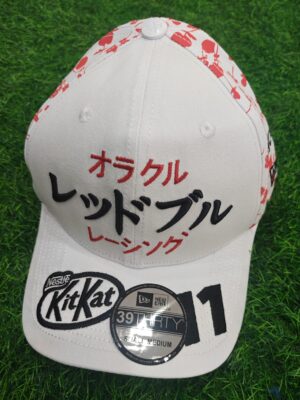 オラクル
レッドブル
レーシング
Nestlé
KitKat
NEW ERA
39THIRTY
MEDIUM
11